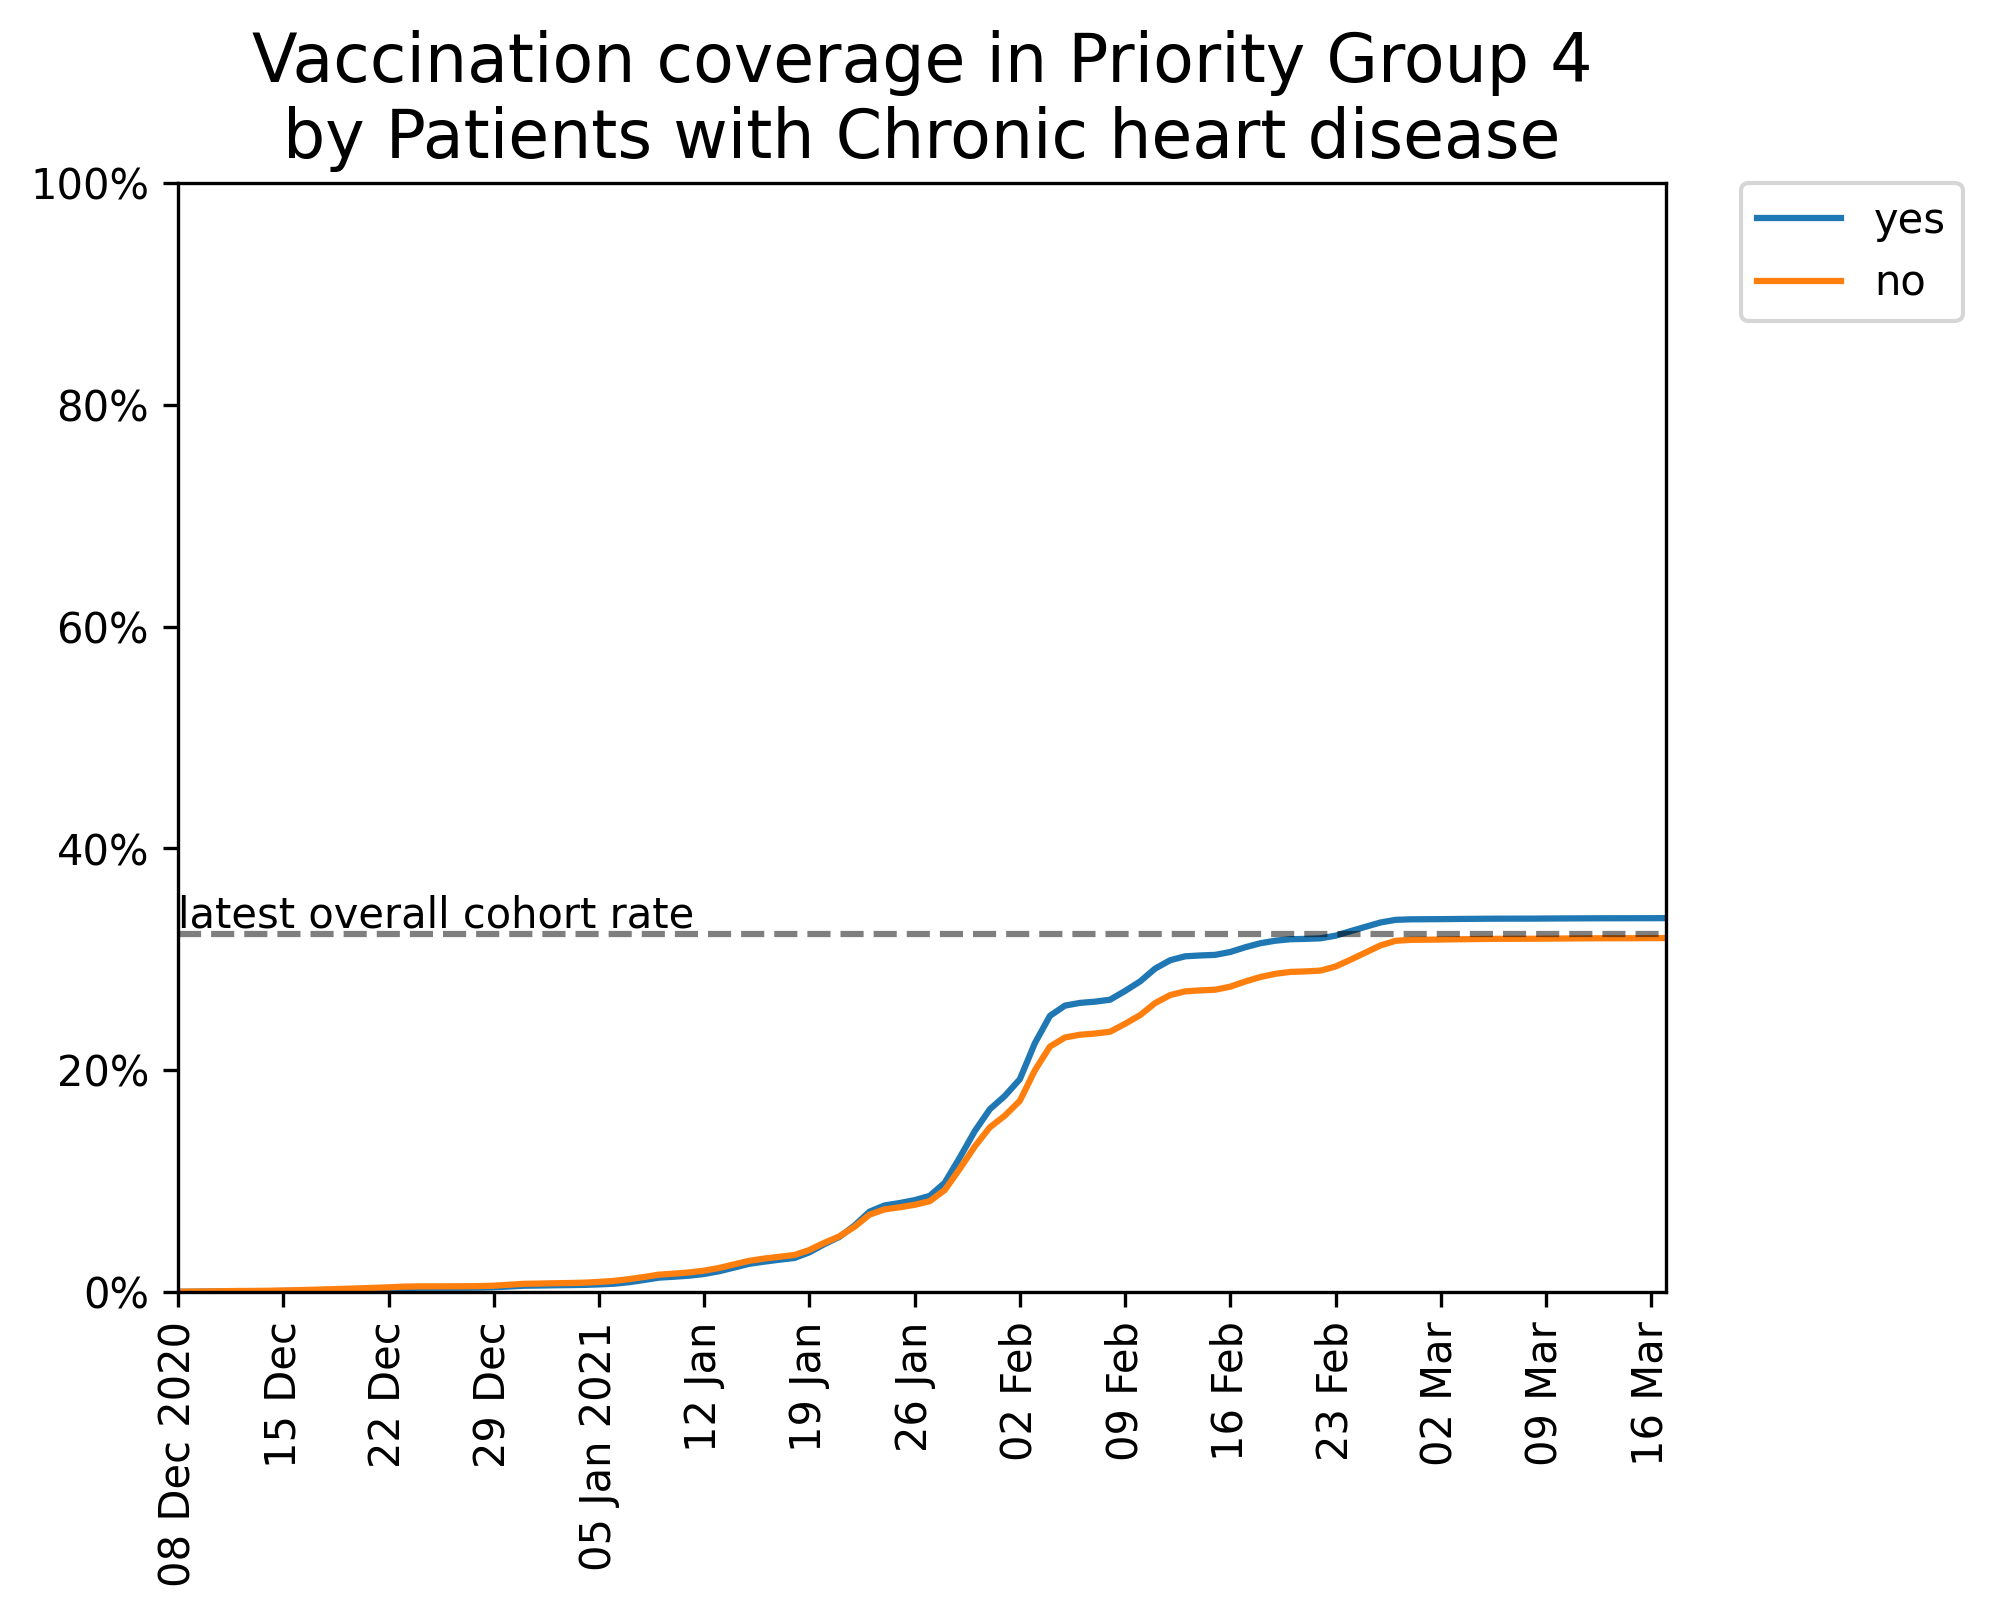 Vaccination coverage in Priority Group 4
by Patients with Chronic heart disease
100%
80%
60%
40%
20%
0%
latest overall cohort rate
yes
no
08 Dec 2020
15 Dec
22 Dec
29 Dec
05 Jan 2021
12 Jan
19 Jan
26 Jan
02 Feb
09 Feb
16 Feb
23 Feb
02 Mar
09 Mar
16 Mar